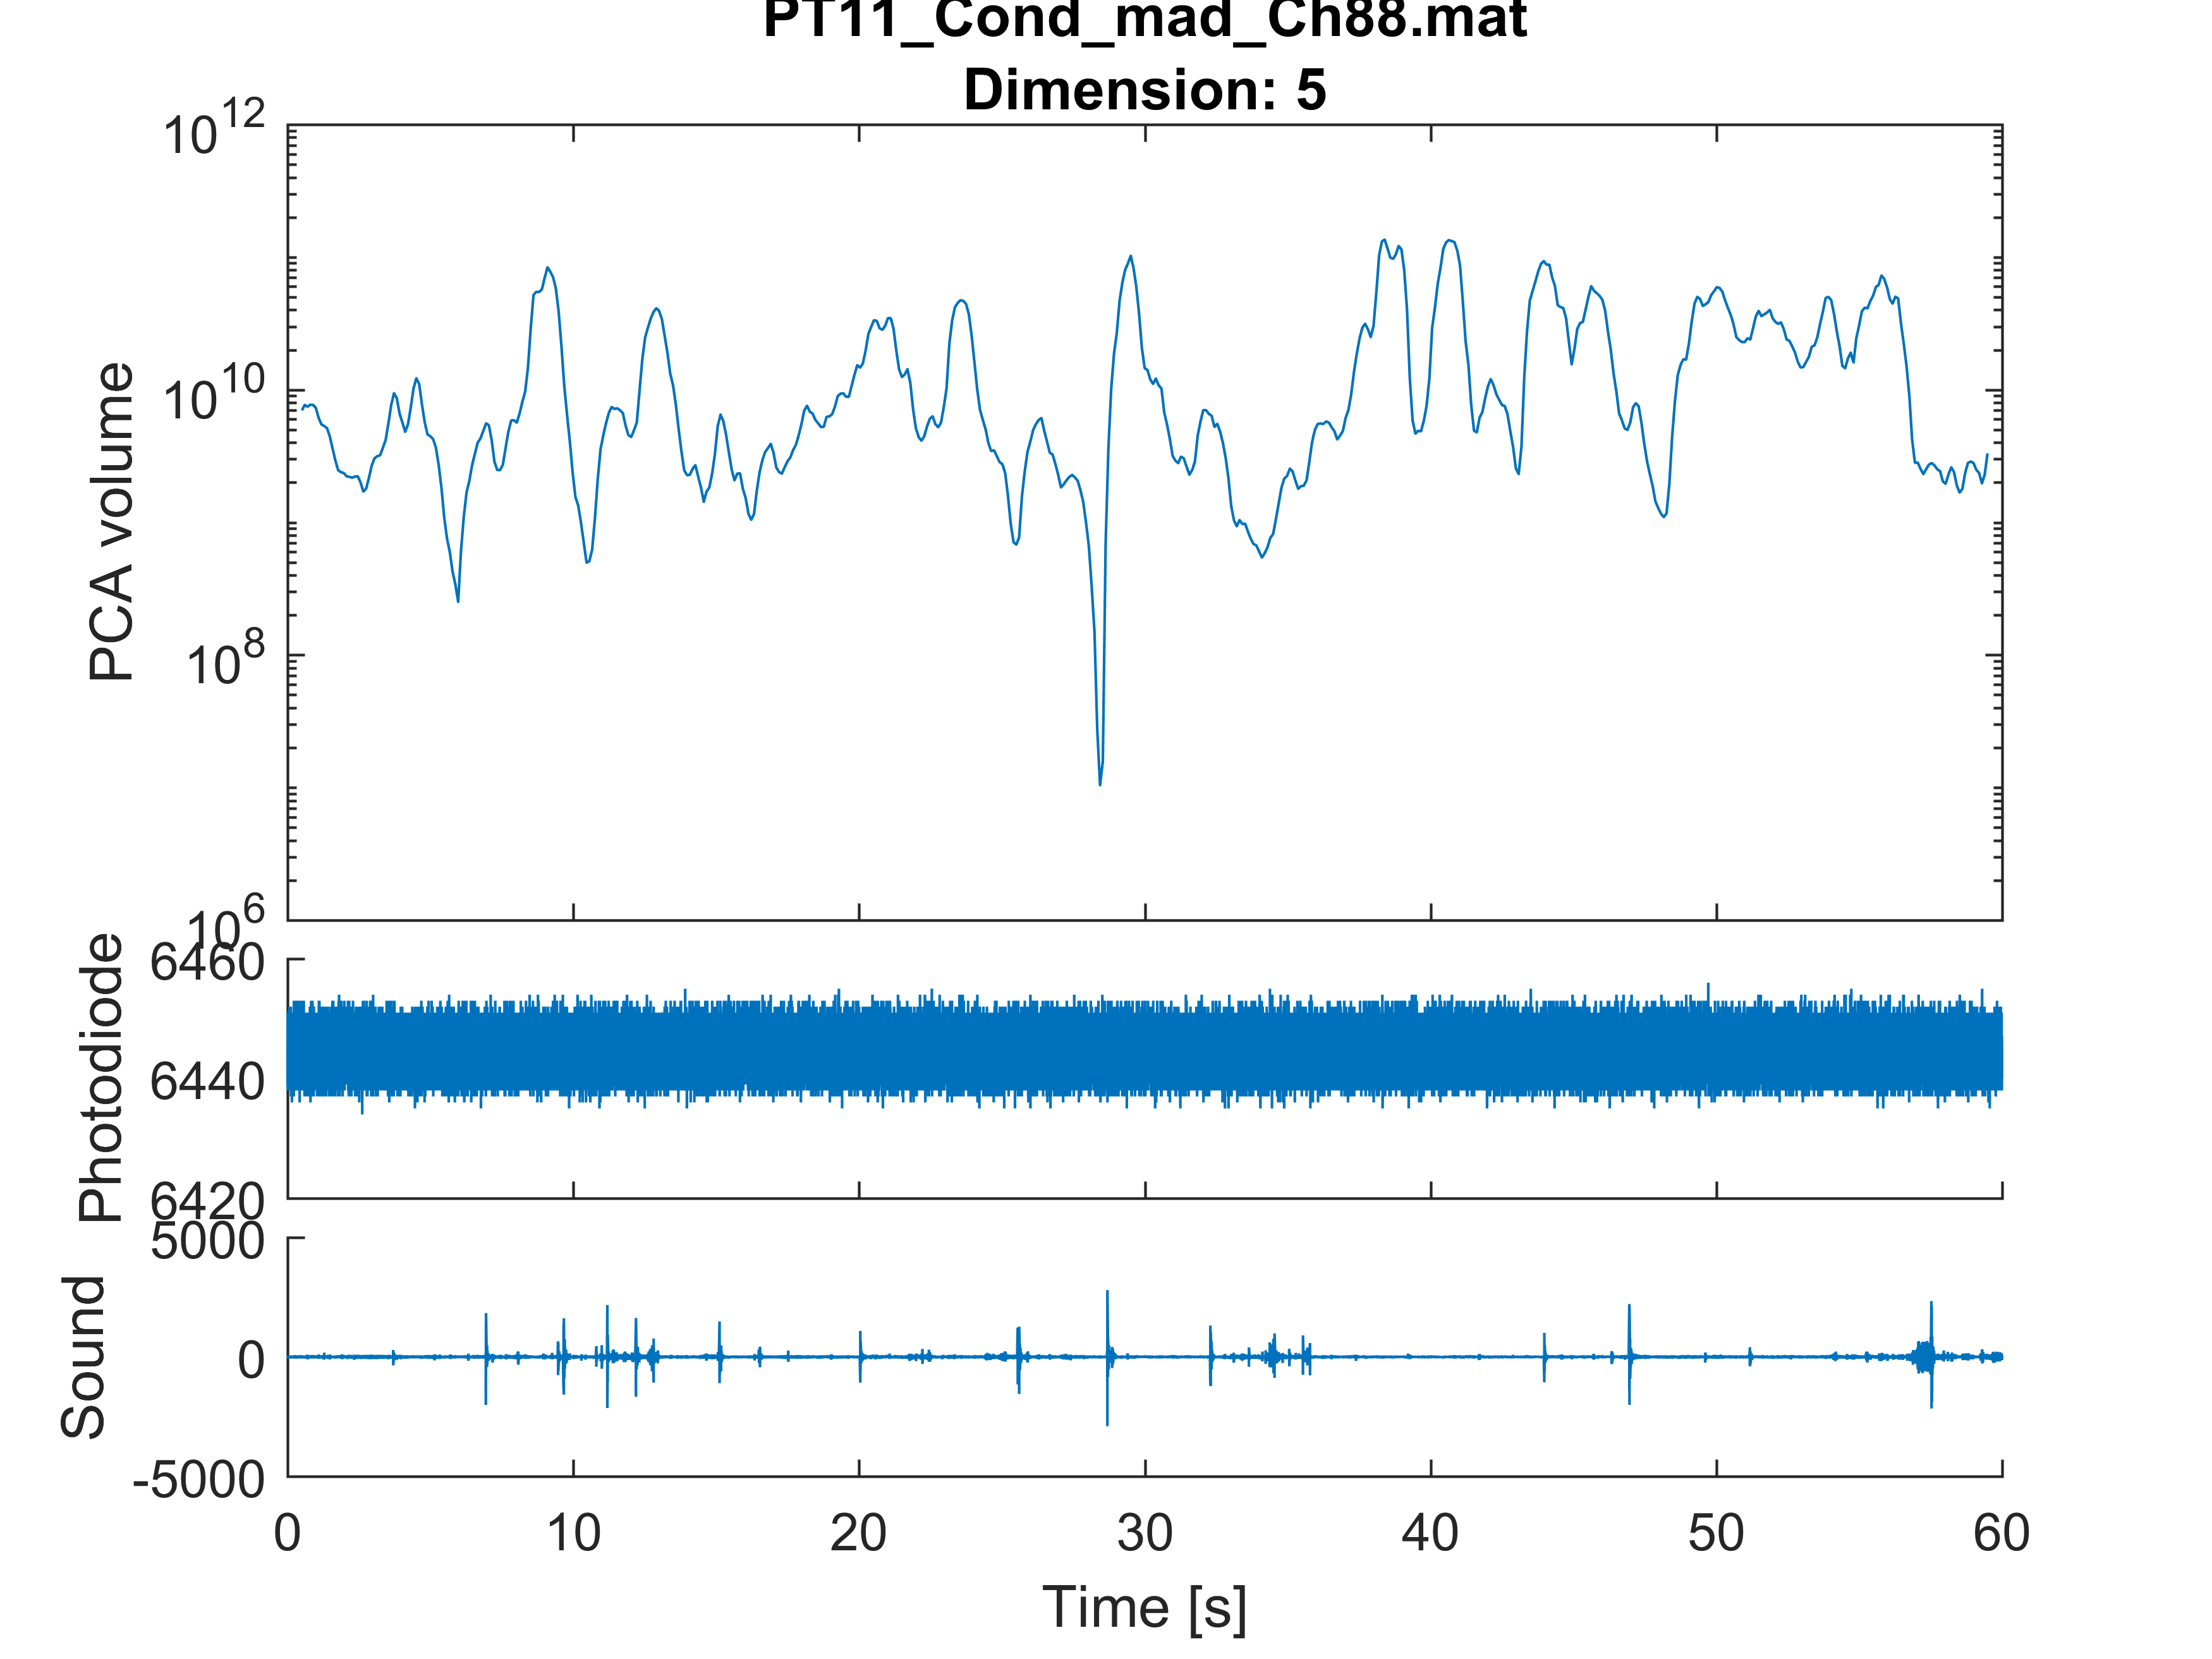 PT11_Cond_mad_Ch88.mat
Dimension: 5
10^12
10^10
10^8
10^6
PCA volume
6460
6440
6420
Photodiode
5000
0
-5000
Sound
0 10 20 30 40 50 60
Time [s]